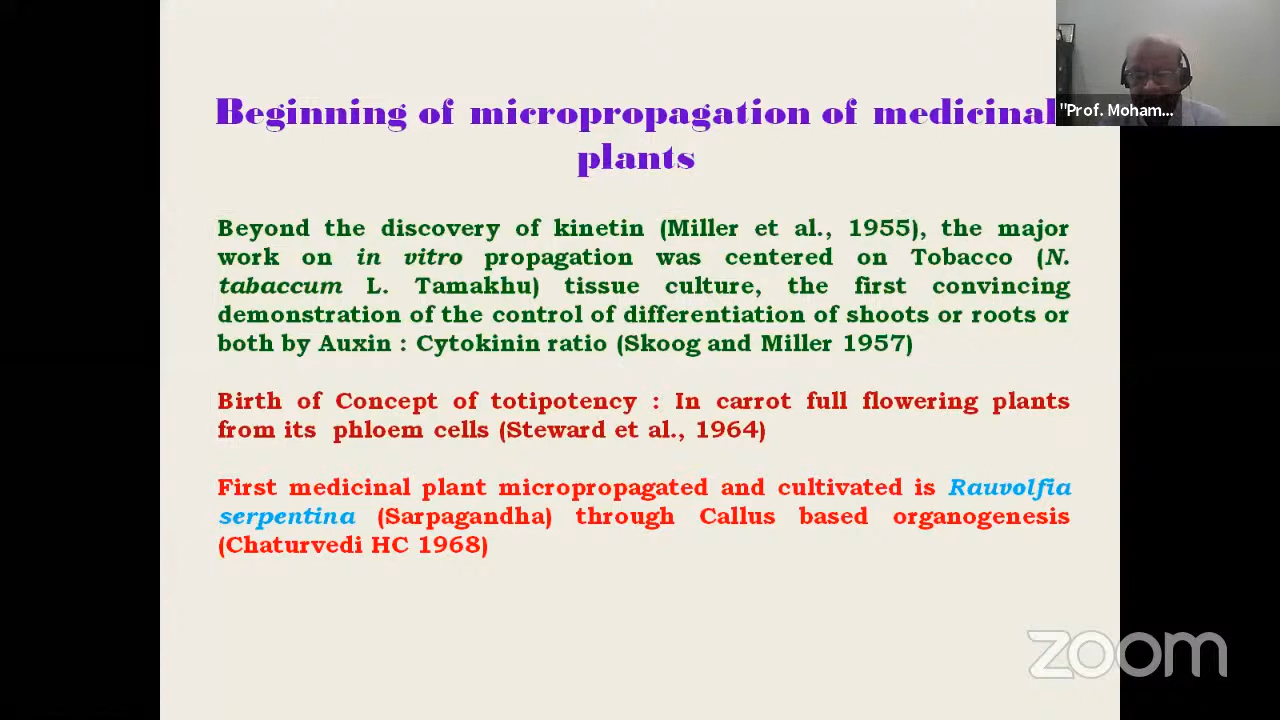 Beginning of micropropagation of medicinal
plants
"Prof. Moham...
Beyond the discovery of kinetin (Miller et al., 1955), the major
work on in vitro propagation was centered on Tobacco (N.
tabaccum L. Tamakhu) tissue culture, the first convincing
demonstration of the control of differentiation of shoots or roots or
both by Auxin : Cytokinin ratio (Skoog and Miller 1957)
Birth of Concept of totipotency : In carrot full flowering plants
from its phloem cells (Steward et al., 1964)
First medicinal plant micropropagated and cultivated is Rauvolfia
serpentina (Sarpagandha) through Callus based organogenesis
(Chaturvedi HC 1968)
zoom